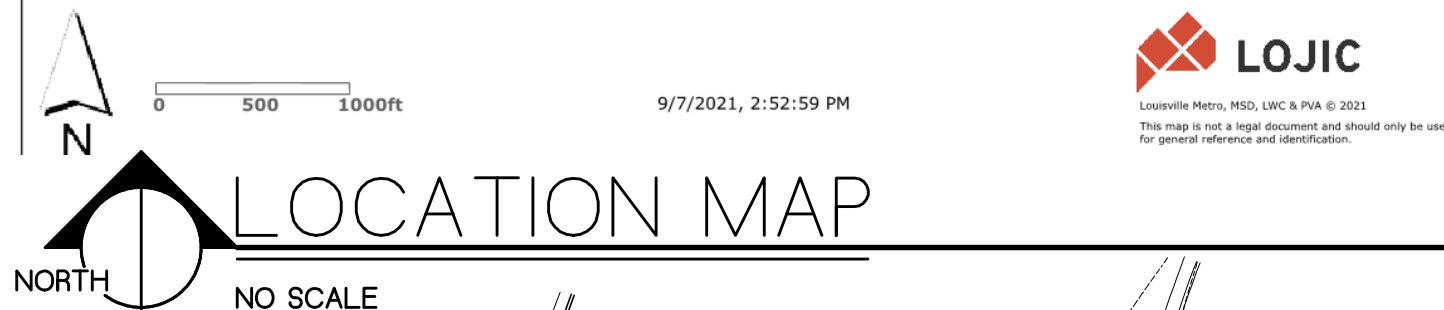 LOJIC
0 500 1000ft
9/7/2021, 2:52:59 PM
Louisville Metro, MSD, LWC & PVA © 2021
This map is not a legal document and should only be use
for general reference and identification.
N
LOCATION MAP
NORTH
NO SCALE